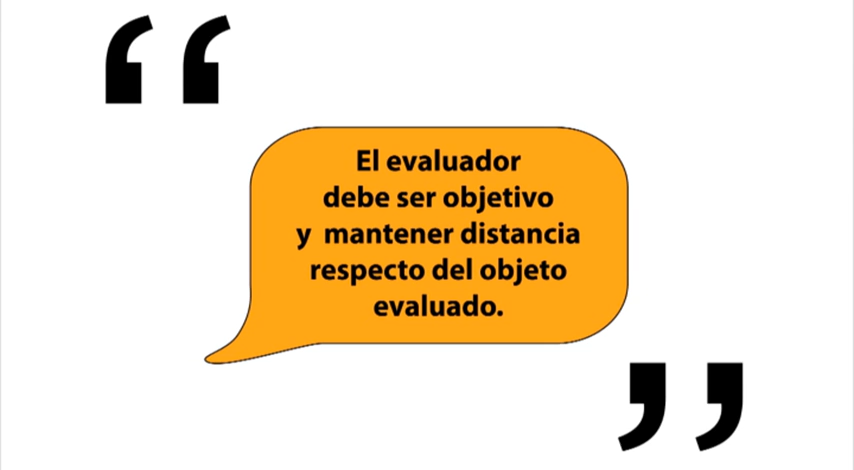 “
El evaluador
debe ser objetivo
y mantener distancia
respecto del objeto
evaluado.
”